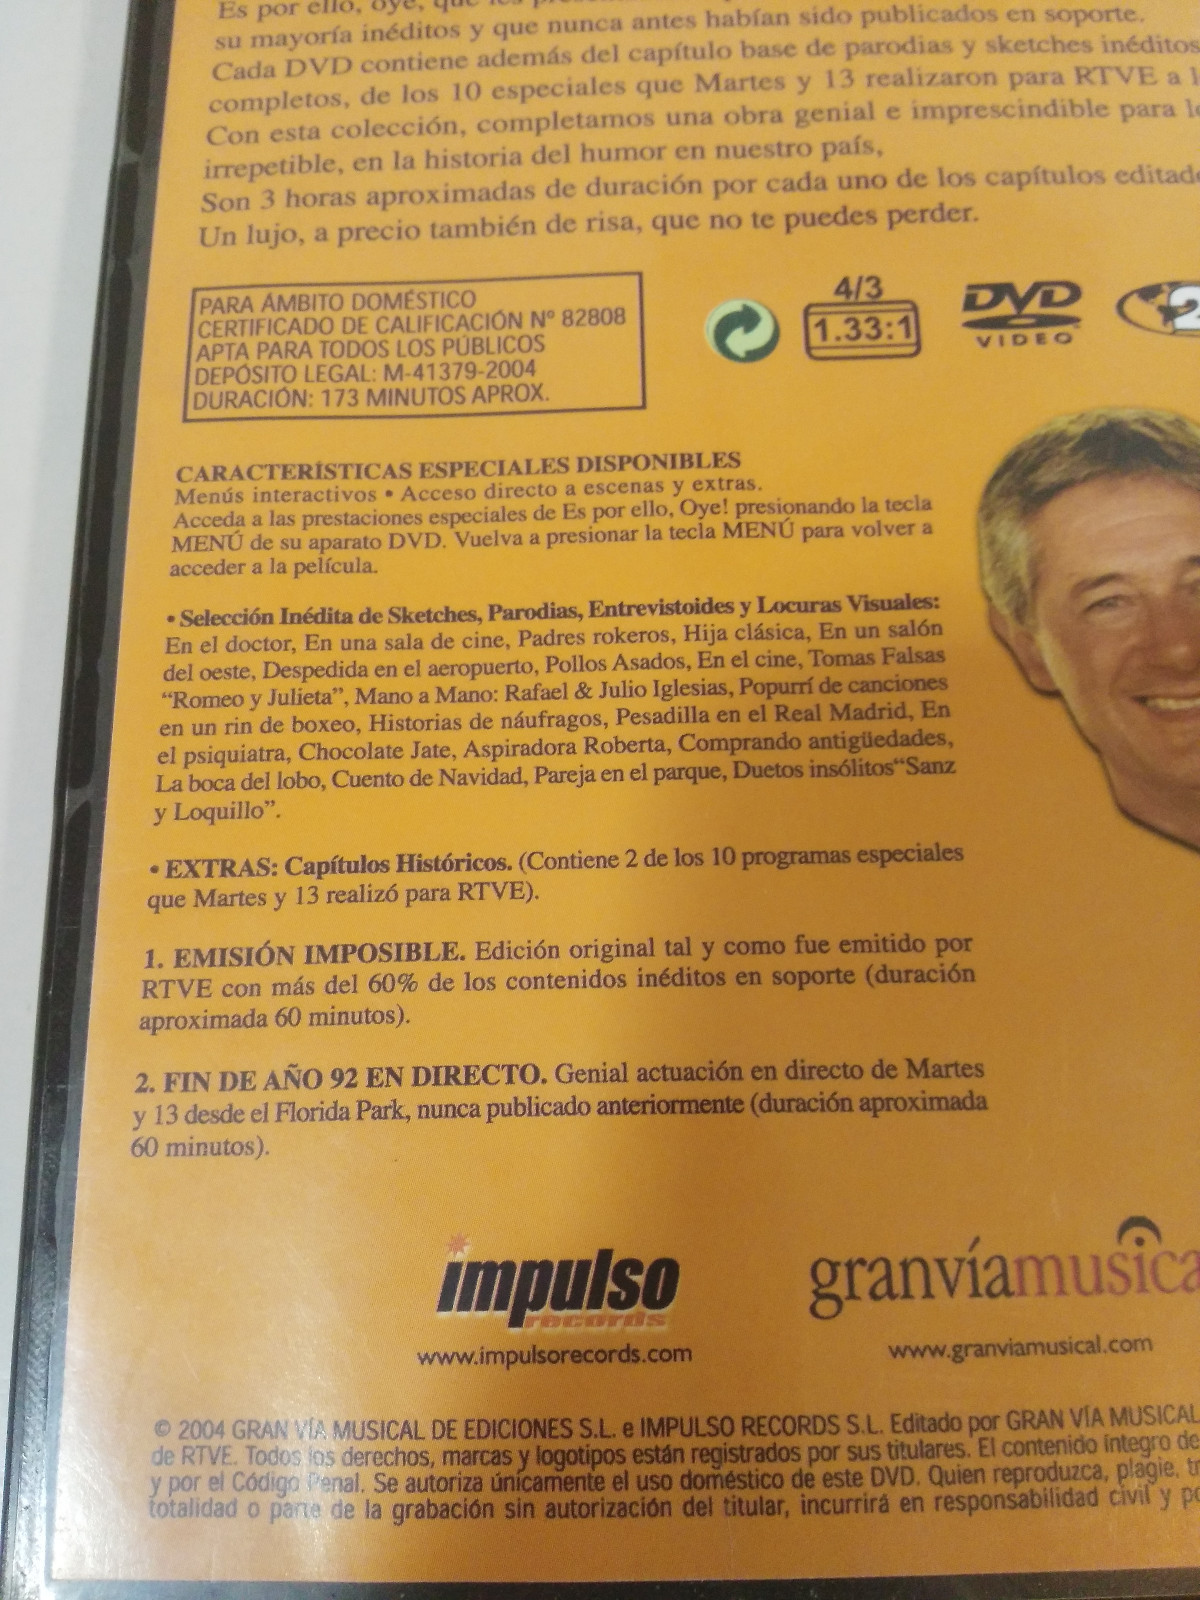 Es por ello, oye, que les
su mayoría inéditos y que nunca antes habían sido publicados en soporte.
Cada DVD contiene además del capítulo base de parodias y sketches inéditos
completos, de los 10 especiales que Martes y 13 realizaron para RTVE a l
Con esta colección, completamos una obra genial e imprescindible para lo
irrepetible, en la historia del humor en nuestro país,
Son 3 horas aproximadas de duración por cada uno de los capítulos editado
Un lujo, a precio también de risa, que no te puedes perder.
PARA ÁMBITO DOMÉSTICO
CERTIFICADO DE CALIFICACIÓN Nº 82808
APTA PARA TODOS LOS PÚBLICOS
DEPÓSITO LEGAL: M-41379-2004
DURACIÓN: 173 MINUTOS APROX.
4/3
1.33:1
DVD
VIDEO
2
CARACTERÍSTICAS ESPECIALES DISPONIBLES
Menús interactivos • Acceso directo a escenas y extras.
Acceda a las prestaciones especiales de Es por ello, Oye! presionando la tecla
MENÚ de su aparato DVD. Vuelva a presionar la tecla MENÚ para volver a
acceder a la película.
• Selección Inédita de Sketches, Parodias, Entrevistoides y Locuras Visuales:
En el doctor, En una sala de cine, Padres rokeros, Hija clásica, En un salón
del oeste, Despedida en el aeropuerto, Pollos Asados, En el cine, Tomas Falsas
“Romeo y Julieta”, Mano a Mano: Rafael & Julio Iglesias, Popurrí de canciones
en un rin de boxeo, Historias de náufragos, Pesadilla en el Real Madrid, En
el psiquiatra, Chocolate Jate, Aspiradora Roberta, Comprando antigüedades,
La boca del lobo, Cuento de Navidad, Pareja en el parque, Duetos insólitos“Sanz
y Loquillo”.
• EXTRAS: Capítulos Históricos. (Contiene 2 de los 10 programas especiales
que Martes y 13 realizó para RTVE).
1. EMISIÓN IMPOSIBLE. Edición original tal y como fue emitido por
RTVE con más del 60% de los contenidos inéditos en soporte (duración
aproximada 60 minutos).
2. FIN DE AÑO 92 EN DIRECTO. Genial actuación en directo de Martes
y 13 desde el Florida Park, nunca publicado anteriormente (duración aproximada
60 minutos).
impulso
records
www.impulsorecords.com
granvíamusica
www.granviamusical.com
© 2004 GRAN VÍA MUSICAL DE EDICIONES S.L. e IMPULSO RECORDS S.L. Editado por GRAN VÍA MUSICAL
de RTVE. Todos los derechos, marcas y logotipos están registrados por sus titulares. El contenido íntegro de
y por el Código Penal. Se autoriza únicamente el uso doméstico de este DVD. Quien reproduzca, plagie, tr
totalidad o parte de la grabación sin autorización del titular, incurrirá en responsabilidad civil y pe